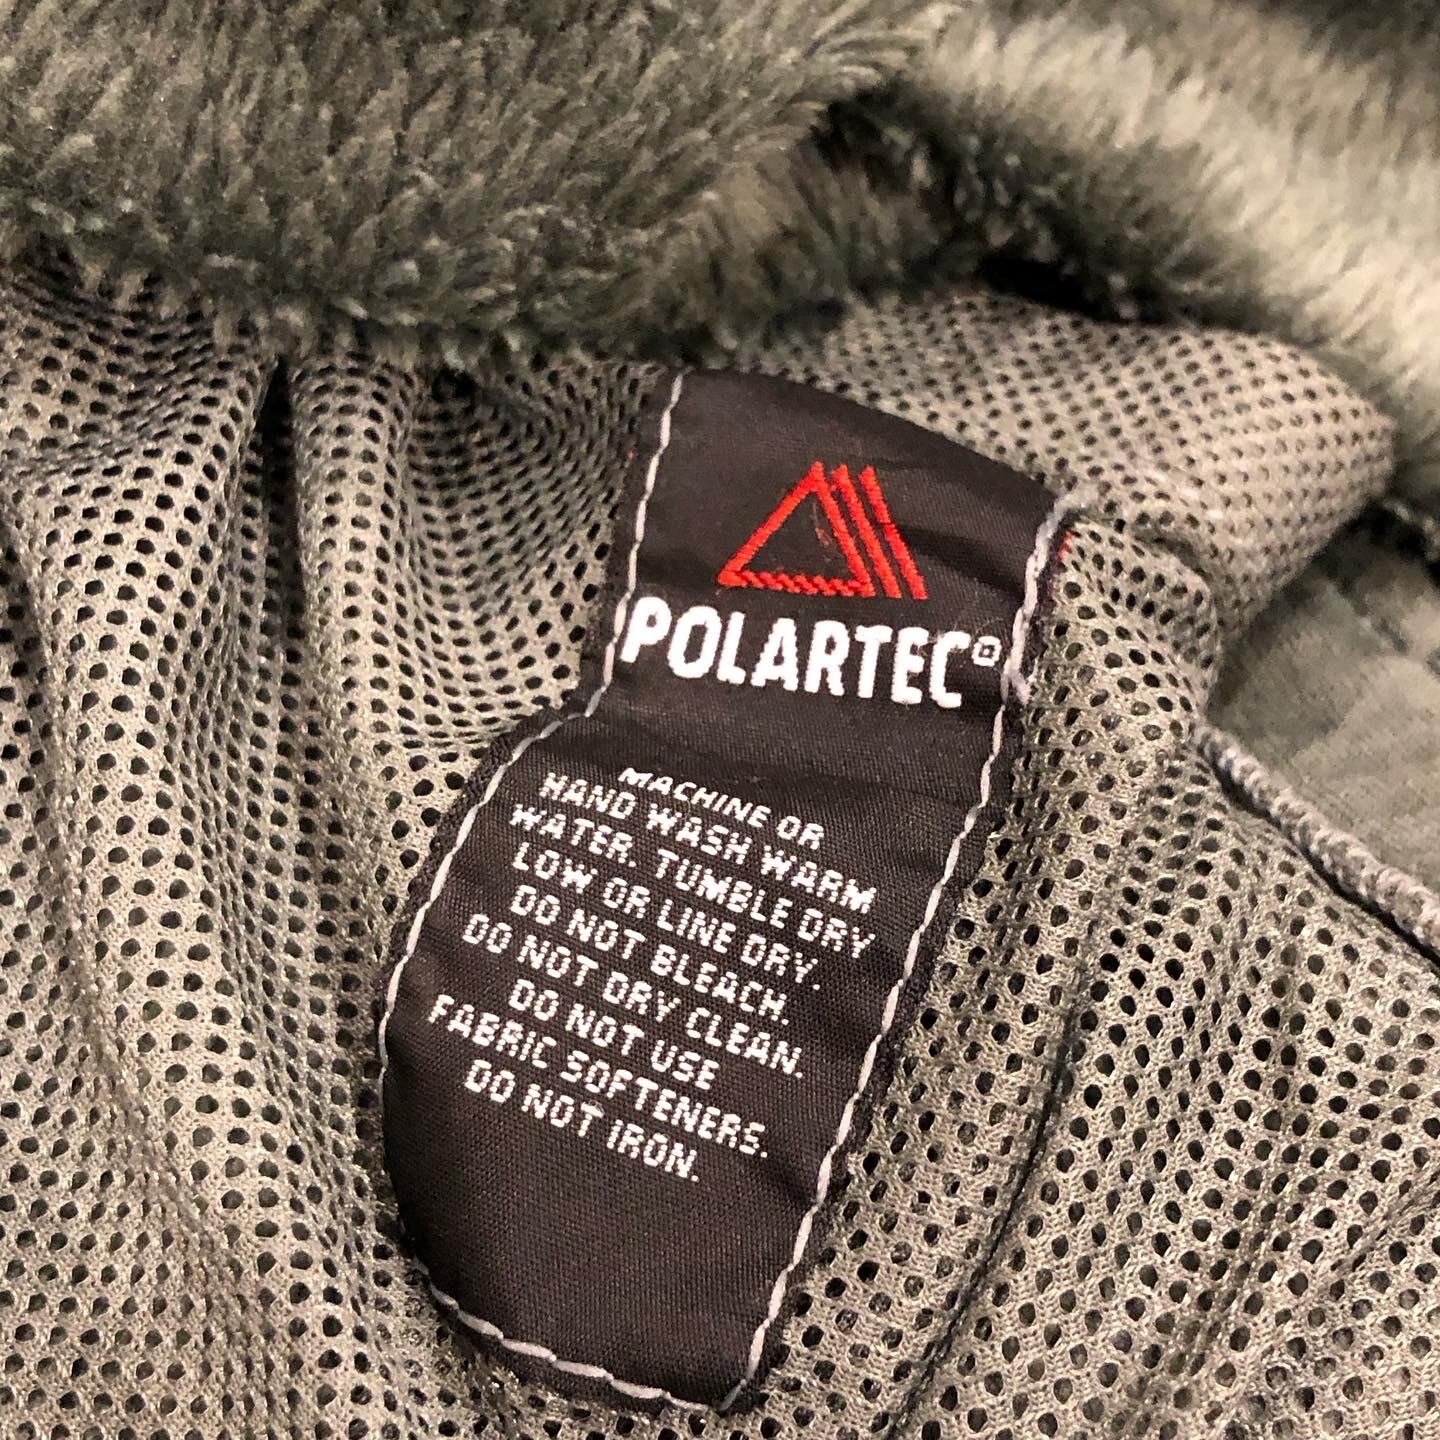 POLARTEC®
MACHINE OR
HAND WASH WARM
WATER. TUMBLE DRY
LOW OR LINE DRY.
DO NOT BLEACH.
DO NOT DRY CLEAN.
DO NOT USE
FABRIC SOFTENERS.
DO NOT IRON.